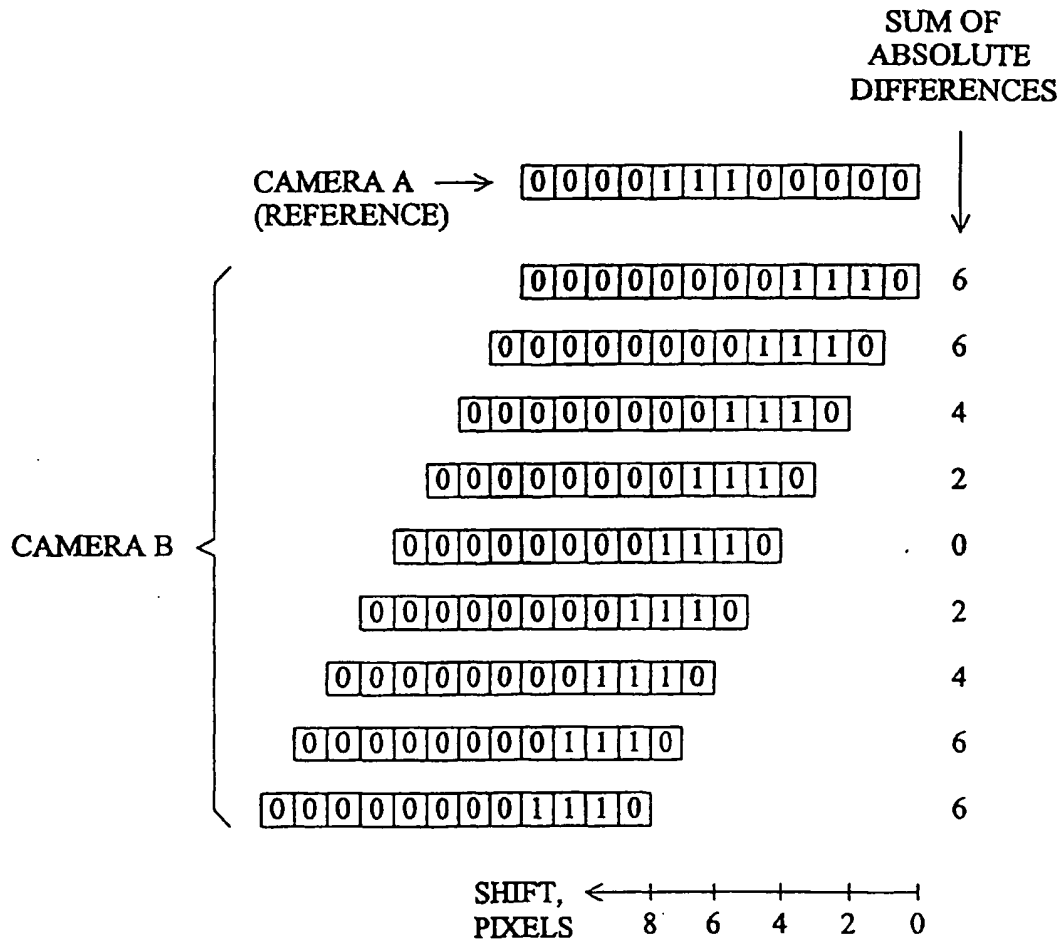 SUM OF
ABSOLUTE
DIFFERENCES
CAMERA A
(REFERENCE)
0 0 0 0 1 1 1 0 0 0 0 0
0 0 0 0 0 0 0 0 1 1 1 0 6
0 0 0 0 0 0 0 0 1 1 1 0 6
0 0 0 0 0 0 0 0 1 1 1 0 4
0 0 0 0 0 0 0 0 1 1 1 0 2
CAMERA B
0 0 0 0 0 0 0 0 1 1 1 0 0
0 0 0 0 0 0 0 0 1 1 1 0 2
0 0 0 0 0 0 0 0 1 1 1 0 4
0 0 0 0 0 0 0 0 1 1 1 0 6
0 0 0 0 0 0 0 0 1 1 1 0 6
SHIFT,
PIXELS 8 6 4 2 0